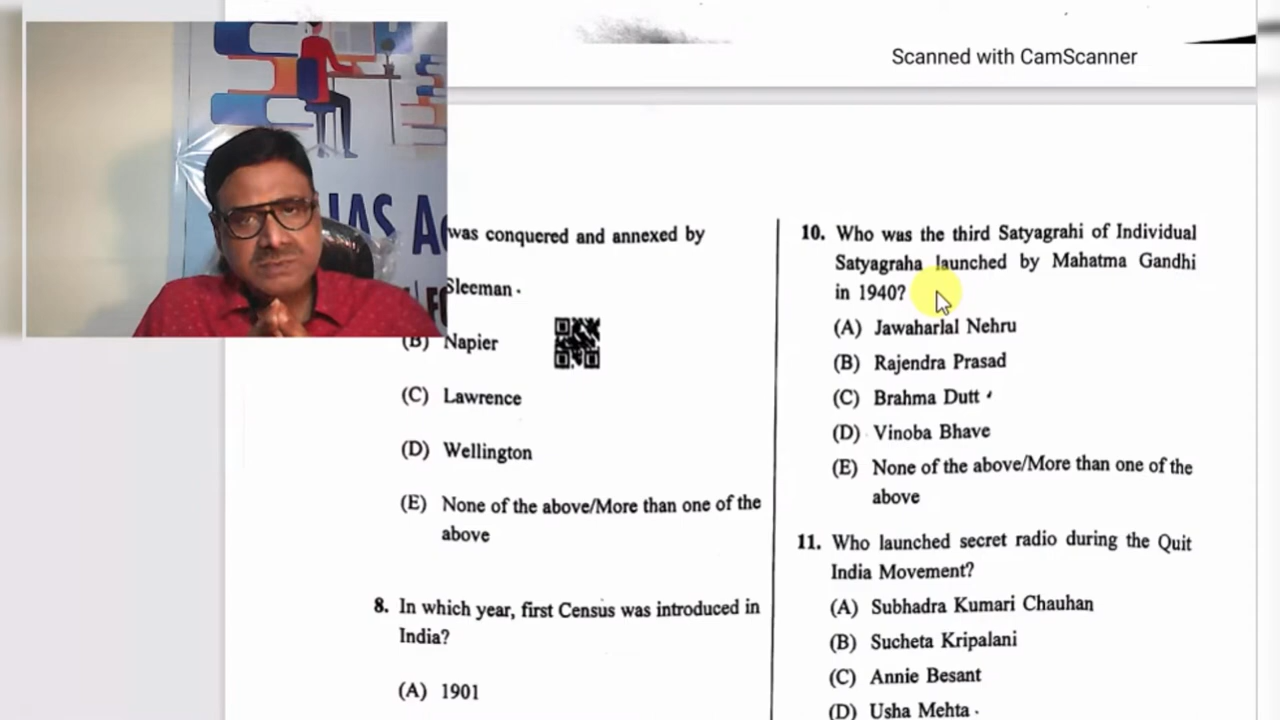 Scanned with CamScanner
IAS A
was conquered and annexed by
Sleeman
(B) Napier
(C) Lawrence
(D) Wellington
(E) None of the above/More than one of the
above
8. In which year, first Census was introduced in
India?
(A) 1901
10. Who was the third Satyagrahi of Individual
Satyagraha launched by Mahatma Gandhi
in 1940?
(A) Jawaharlal Nehru
(B) Rajendra Prasad
(C) Brahma Dutt
(D) Vinoba Bhave
(E) None of the above/More than one of the
above
11. Who launched secret radio during the Quit
India Movement?
(A) Subhadra Kumari Chauhan
(B) Sucheta Kripalani
(C) Annie Besant
(D) Usha Mehta